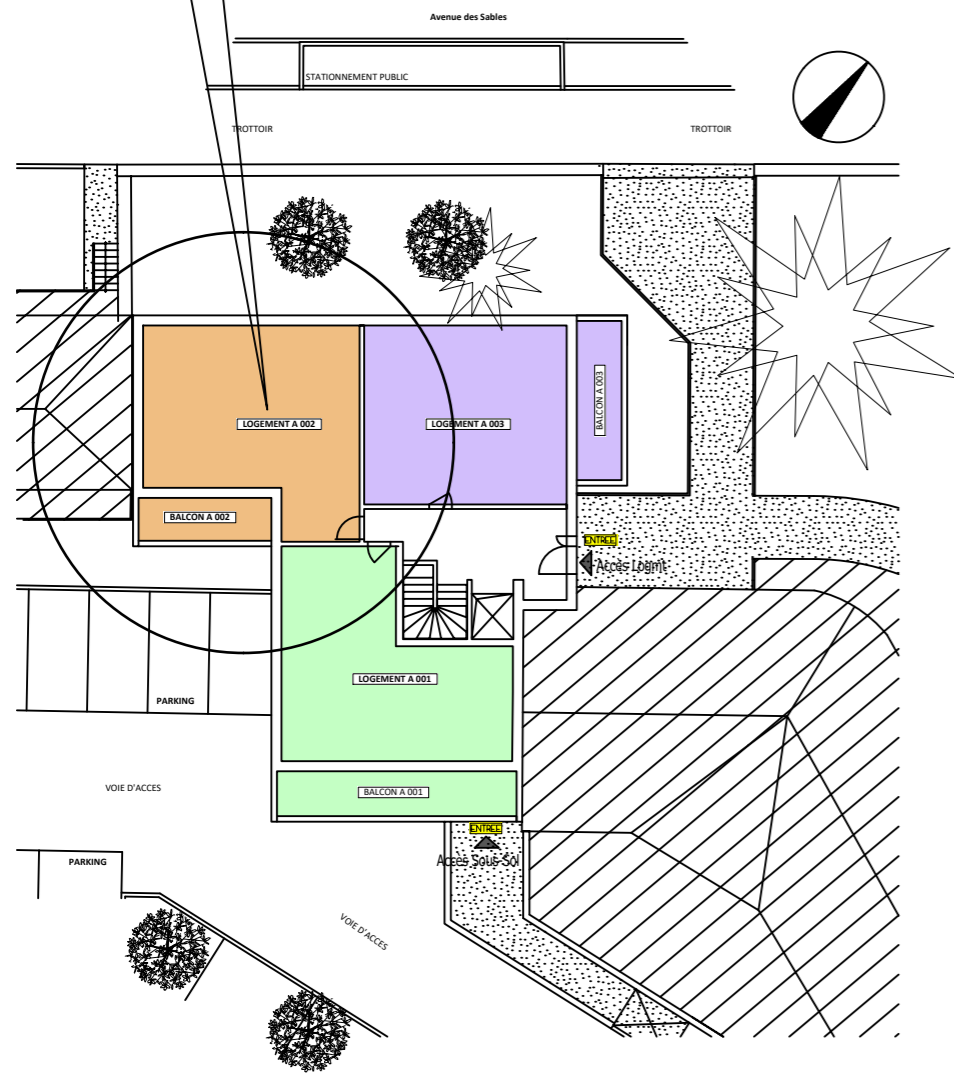 Avenue des Sables
STATIONNEMENT PUBLIC
TROTTOIR
TROTTOIR
BALCON A 003
LOGEMENT A 002
LOGEMENT A 003
BALCON A 002
ENTREE
Accès Logmt
LOGEMENT A 001
PARKING
VOIE D'ACCES
BALCON A 001
ENTREE
Accès Sous-Sol
PARKING
VOIE D'ACCES